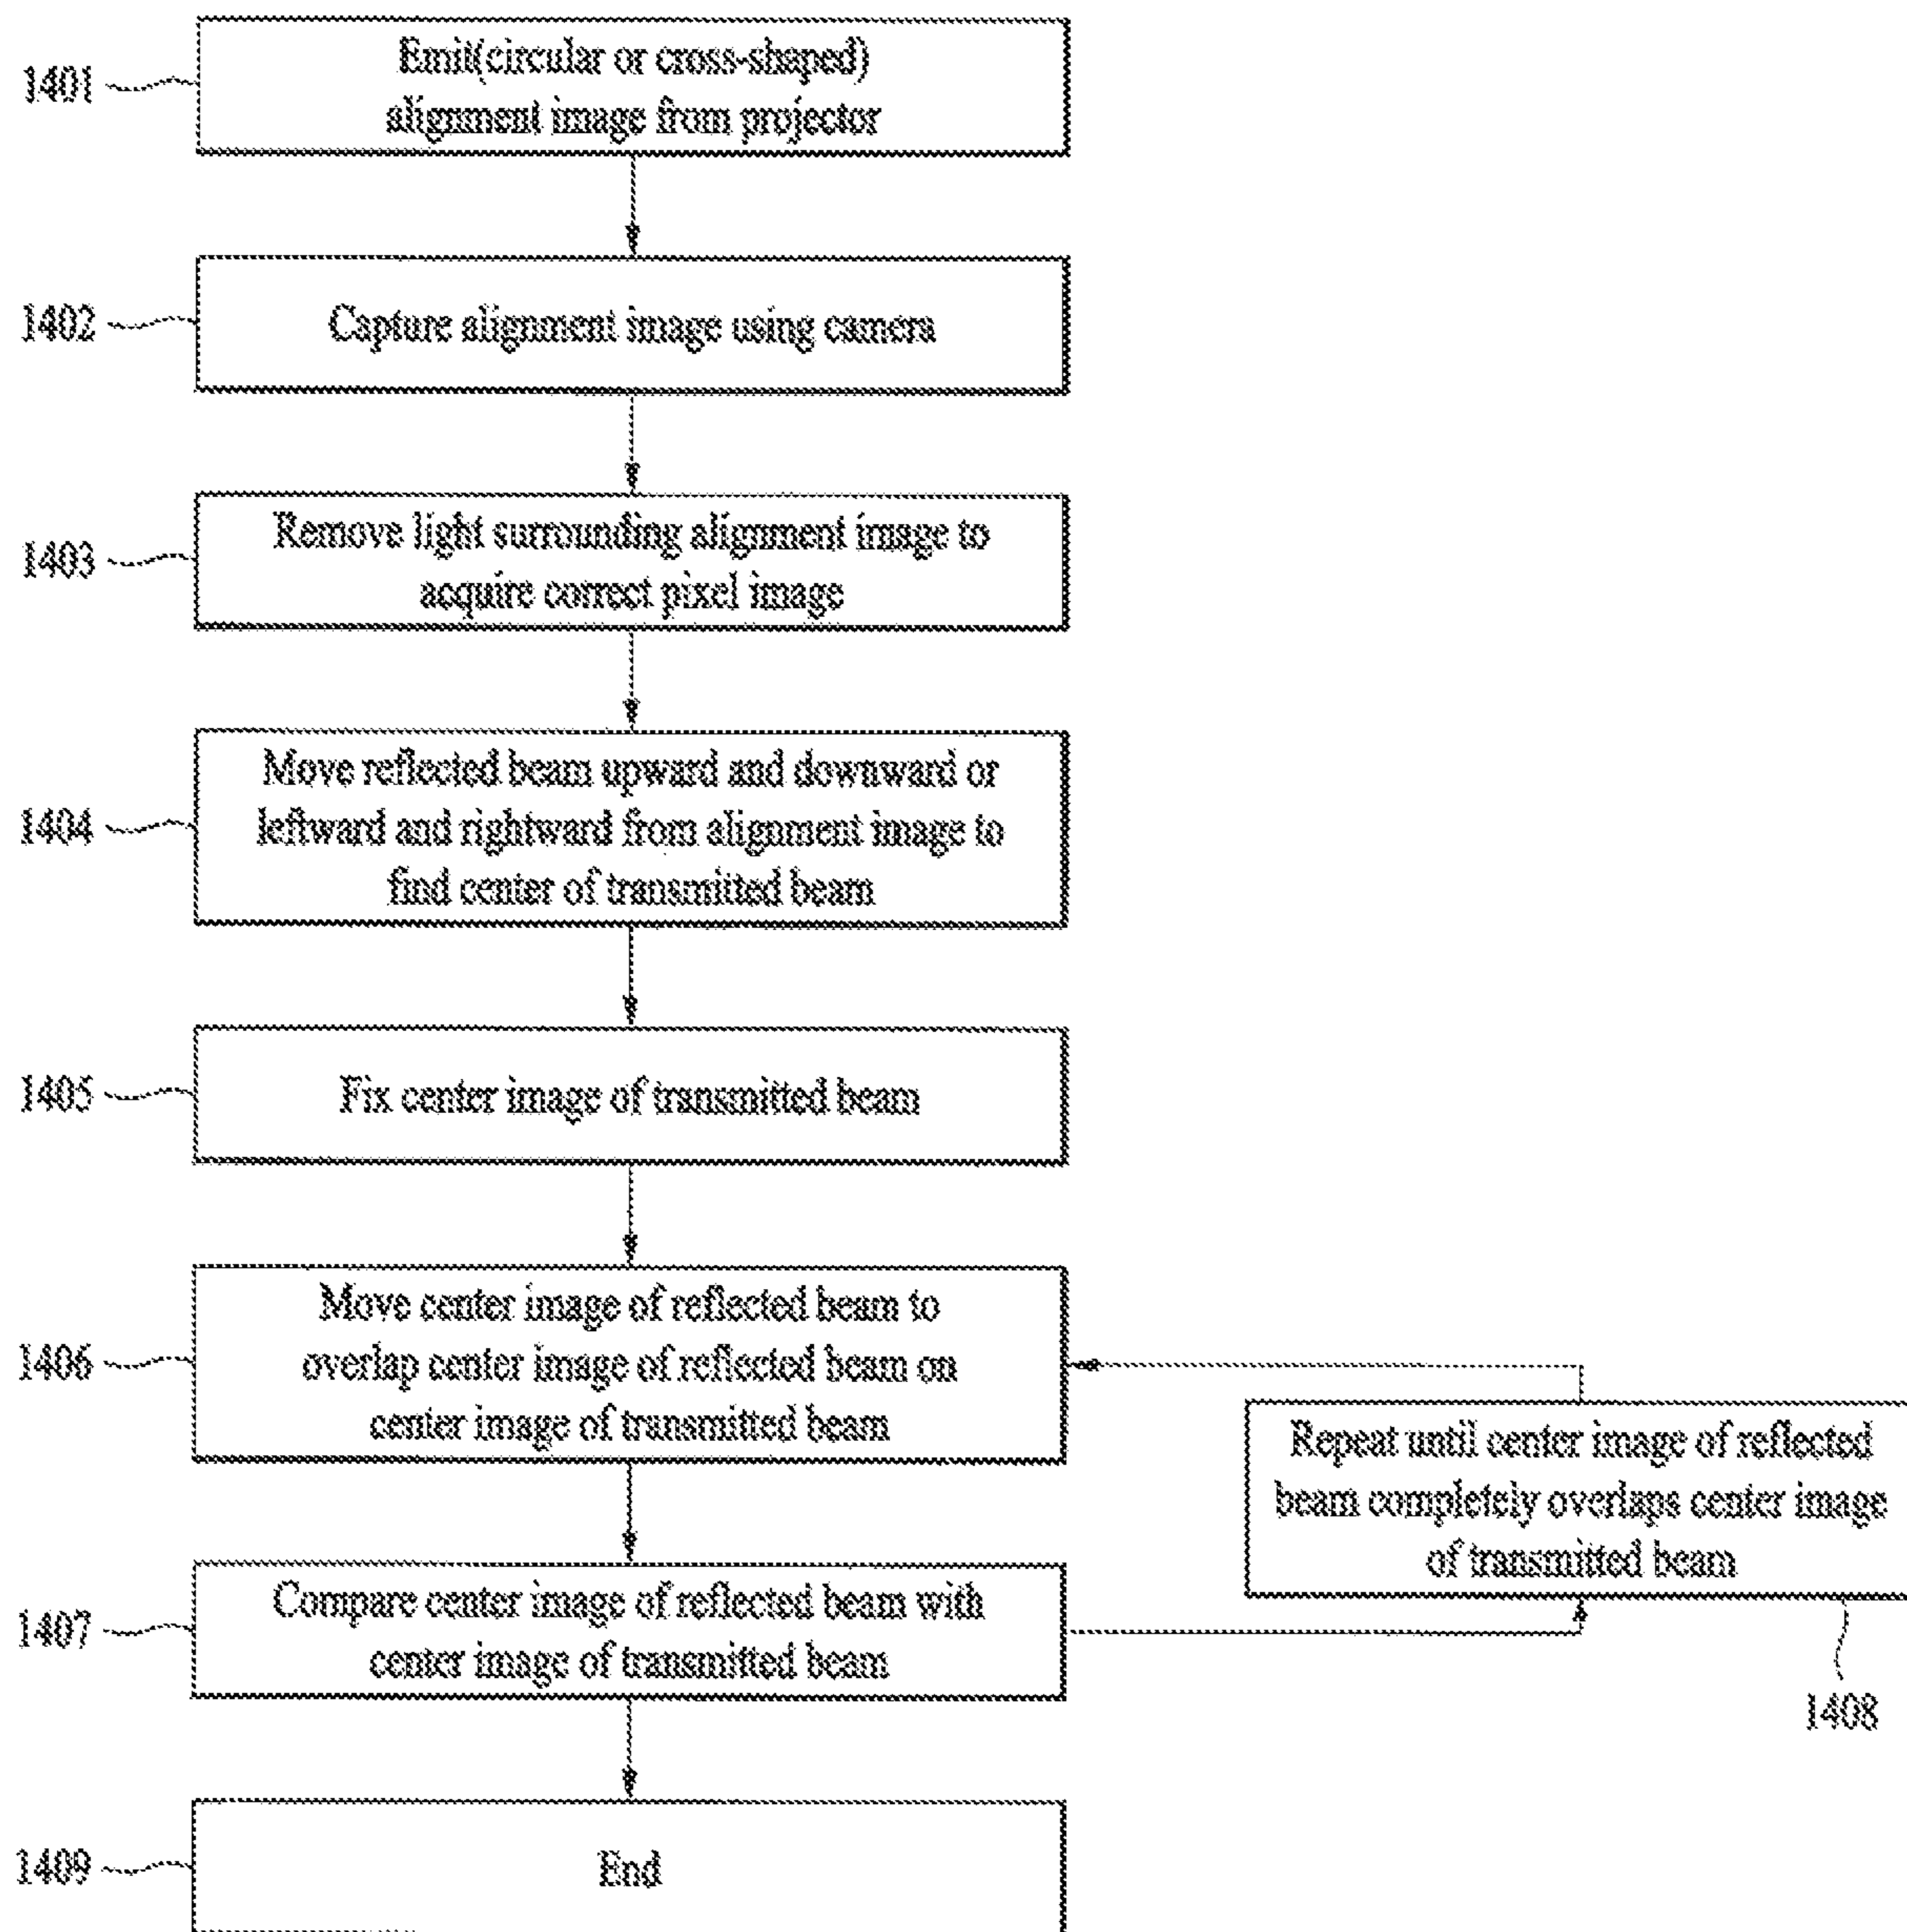 1401
Emit(circular or cross-shaped)
alignment image from projector
1402
Capture alignment image using camera
1403
Remove light surrounding alignment image to
acquire correct pixel image
1404
Move reflected beam upward and downward or
leftward and rightward from alignment image to
find center of transmitted beam
1405
Fix center image of transmitted beam
1406
Move center image of reflected beam to
overlap center image of reflected beam on
center image of transmitted beam
1407
Compare center image of reflected beam with
center image of transmitted beam
Repeat until center image of reflected
beam completely overlaps center image
of transmitted beam
1408
1409
End